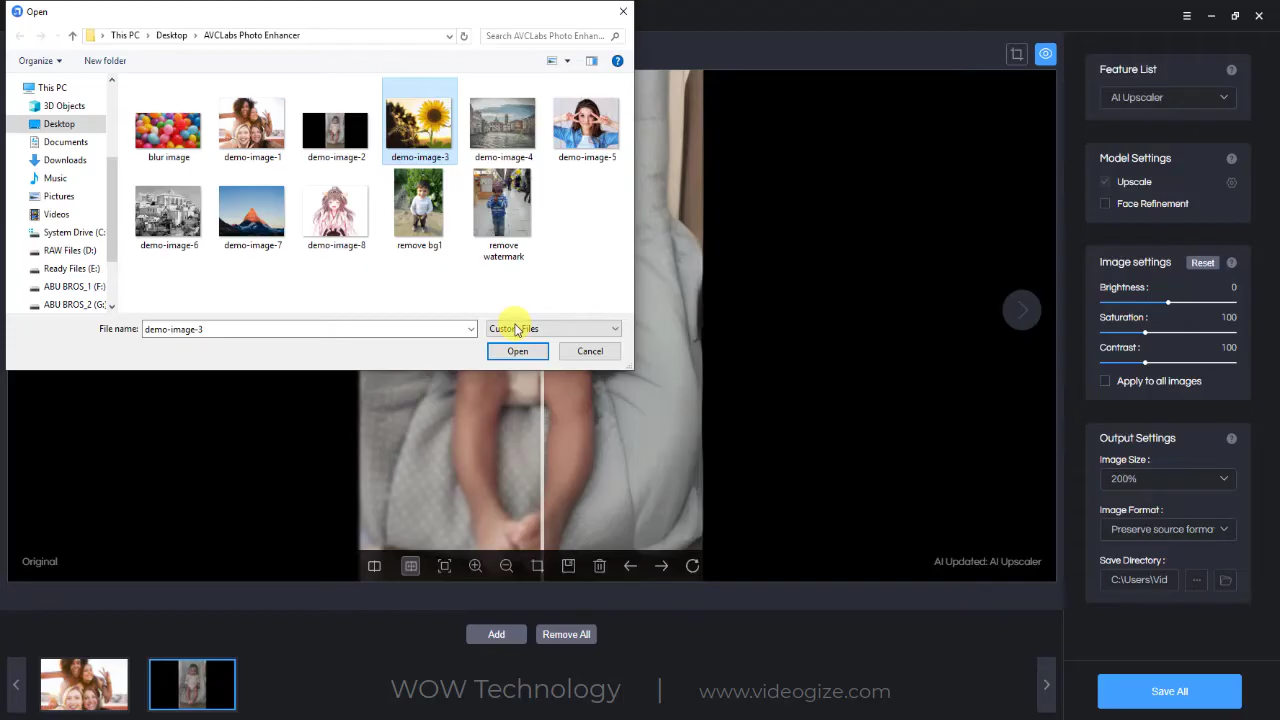 Open
This PC > Desktop > AVCLabs Photo Enhancer
Search AVCLabs Photo Enhanc...
Organize
New folder
This PC
3D Objects
Desktop
Documents
Downloads
Music
Pictures
Videos
System Drive (C:
RAW Files (D:)
Ready Files (E:)
ABU BROS_1 (F:)
ABU BROS_2 (G:)
blur image
demo-image-1
demo-image-2
demo-image-3
demo-image-4
demo-image-5
demo-image-6
demo-image-7
demo-image-8
remove bg1
remove
watermark
File name:
demo-image-3
Custom Files
Open
Cancel
Feature List
AI Upscaler
Model Settings
Upscale
Face Refinement
Image settings
Reset
Brightness :
0
Saturation :
100
Contrast :
100
Apply to all images
Output Settings
Image Size :
200%
Image Format :
Preserve source forma
Save Directory :
C:\Users\Vid
...
Original
AI Updated: AI Upscaler
Add
Remove All
WOW Technology | www.videogize.com
Save All